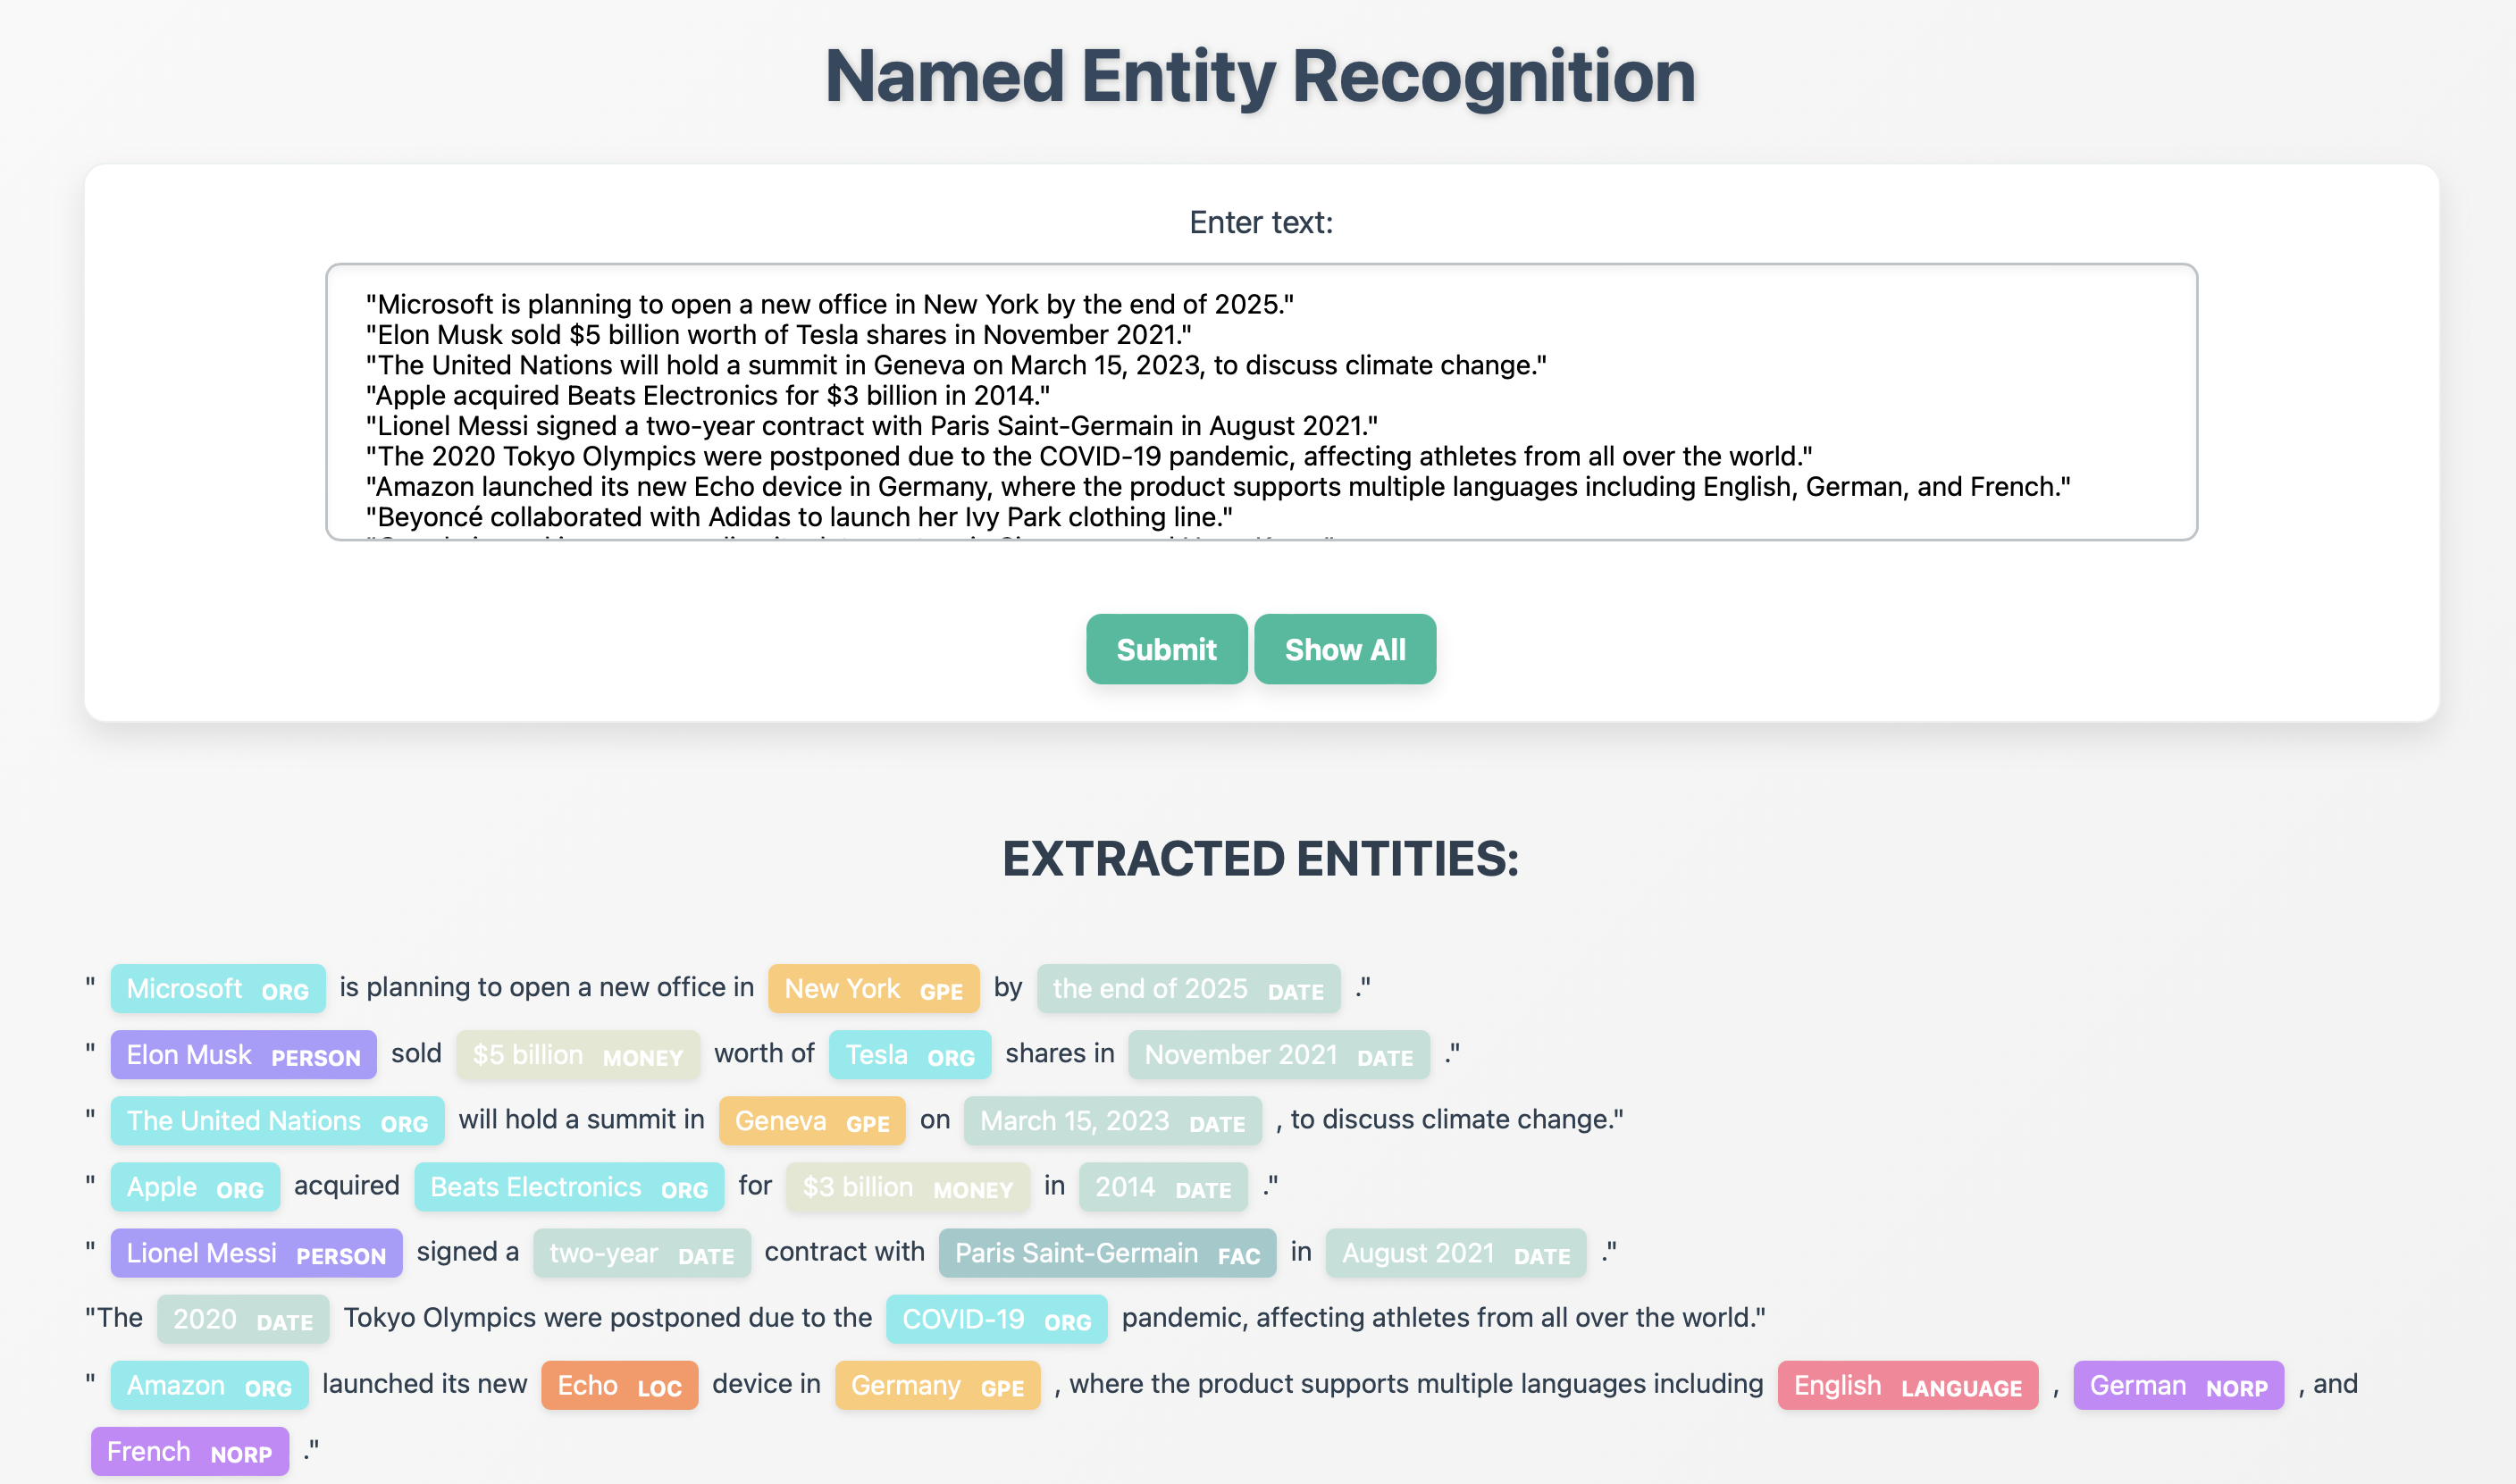 Named Entity Recognition
Enter text:
"Microsoft is planning to open a new office in New York by the end of 2025."
"Elon Musk sold $5 billion worth of Tesla shares in November 2021."
"The United Nations will hold a summit in Geneva on March 15, 2023, to discuss climate change."
"Apple acquired Beats Electronics for $3 billion in 2014."
"Lionel Messi signed a two-year contract with Paris Saint-Germain in August 2021."
"The 2020 Tokyo Olympics were postponed due to the COVID-19 pandemic, affecting athletes from all over the world."
"Amazon launched its new Echo device in Germany, where the product supports multiple languages including English, German, and French."
"Beyoncé collaborated with Adidas to launch her Ivy Park clothing line."
Submit Show All
EXTRACTED ENTITIES:
" Microsoft ORG is planning to open a new office in New York GPE by the end of 2025 DATE ."
" Elon Musk PERSON sold $5 billion MONEY worth of Tesla ORG shares in November 2021 DATE ."
" The United Nations ORG will hold a summit in Geneva GPE on March 15, 2023 DATE , to discuss climate change."
" Apple ORG acquired Beats Electronics ORG for $3 billion MONEY in 2014 DATE ."
" Lionel Messi PERSON signed a two-year DATE contract with Paris Saint-Germain FAC in August 2021 DATE ."
"The 2020 DATE Tokyo Olympics were postponed due to the COVID-19 ORG pandemic, affecting athletes from all over the world."
" Amazon ORG launched its new Echo LOC device in Germany GPE , where the product supports multiple languages including English LANGUAGE , German NORP , and
French NORP ."